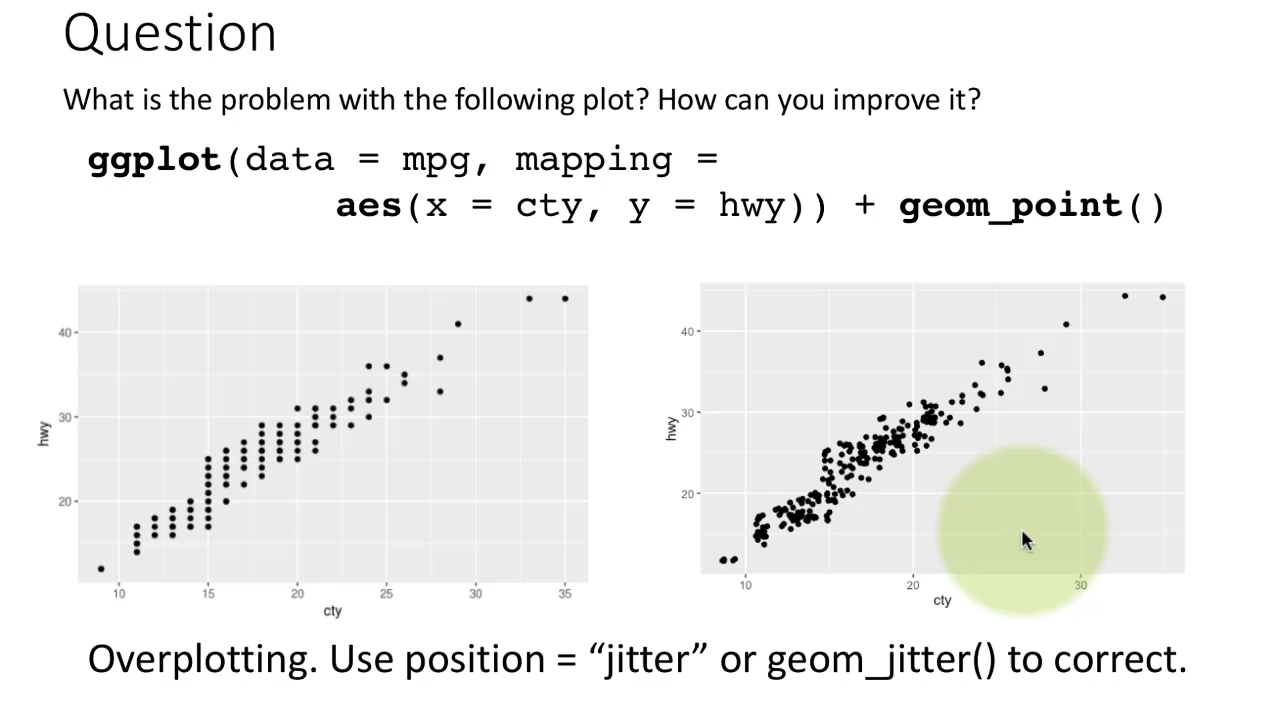 Question
What is the problem with the following plot? How can you improve it?
ggplot(data = mpg, mapping =
aes(x = cty, y = hwy)) + geom_point()
40
30
20
hwy
10 15 20 25 30 35
cty
40
30
20
hwy
10 20 30
cty
Overplotting. Use position = “jitter” or geom_jitter() to correct.